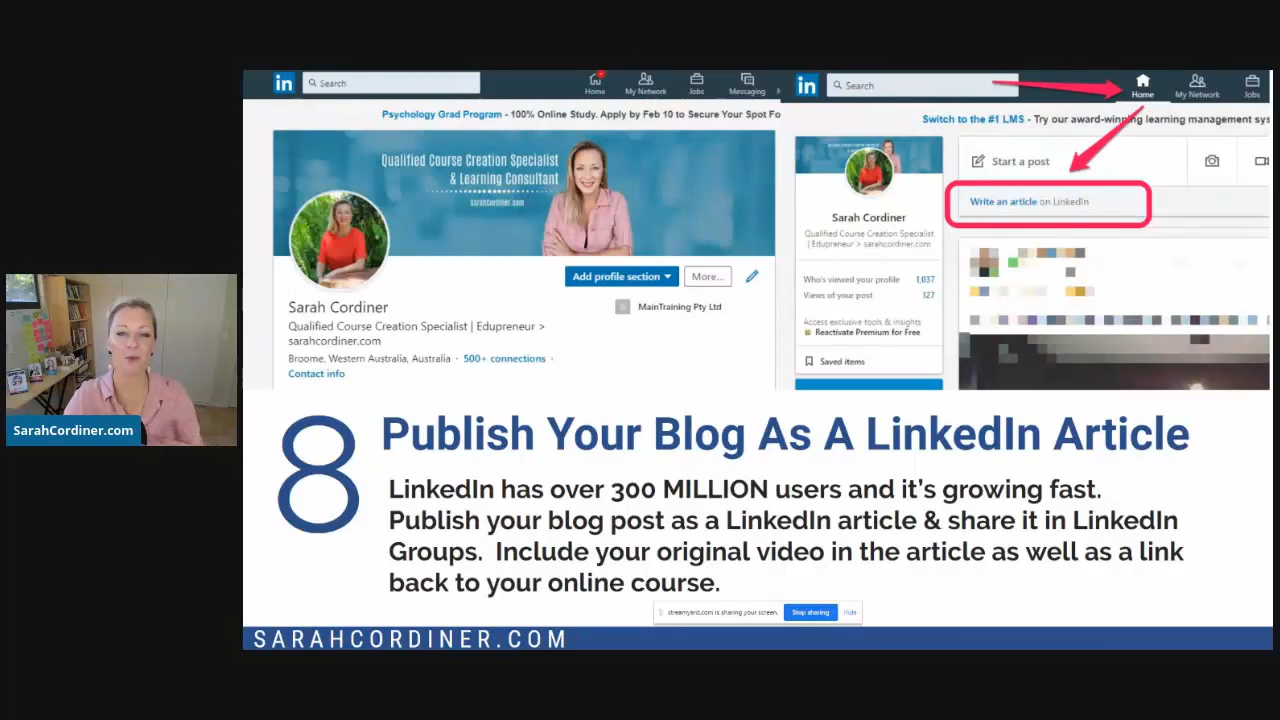 in
Search
Home
My Network
Jobs
Messaging
N
Psychology Grad Program - 100% Online Study. Apply by Feb 10 to Secure Your Spot Fo
Qualified Course Creation Specialist
& Learning Consultant
SarahCordiner.com
Add profile section
More...
Sarah Cordiner
MainTraining Pty Ltd
Qualified Course Creation Specialist | Edupreneur >
sarahcordiner.com
Broome, Western Australia, Australia · 500+ connections ·
Contact info
in
Search
Home
My Network
Jobs
Switch to the #1 LMS - Try our award-winning learning management sys
Start a post
Write an article on LinkedIn
Sarah Cordiner
Qualified Course Creation Specialist
| Edupreneur > sarahcordiner.com
Who's viewed your profile 1,037
Views of your post 127
Access exclusive tools & insights
Reactivate Premium for Free
Saved items
SarahCordiner.com
8
Publish Your Blog As A LinkedIn Article
LinkedIn has over 300 MILLION users and it's growing fast.
Publish your blog post as a LinkedIn article & share it in LinkedIn
Groups. Include your original video in the article as well as a link
back to your online course.
streamyard.com is sharing your screen.
Stop sharing
Hide
SARAHCORDINER.COM